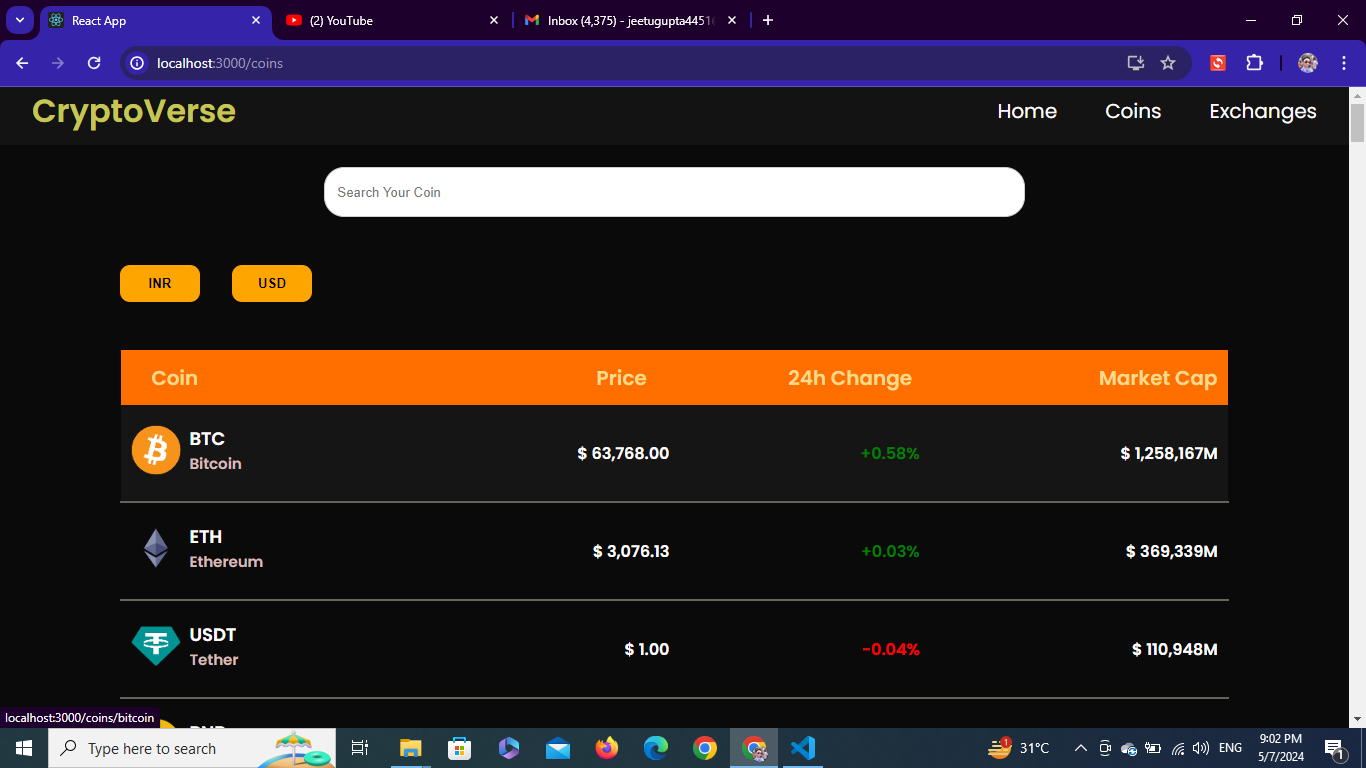 React App
(2) YouTube
Inbox (4,375) - jeetugupta4451
localhost:3000/coins
CryptoVerse
Home Coins Exchanges
Search Your Coin
INR USD
Coin Price 24h Change Market Cap
BTC
Bitcoin
$ 63,768.00 +0.58% $ 1,258,167M
ETH
Ethereum
$ 3,076.13 +0.03% $ 369,339M
USDT
Tether
$ 1.00 -0.04% $ 110,948M
localhost:3000/coins/bitcoin
Type here to search
1
31°C
ENG
9:02 PM
5/7/2024
1